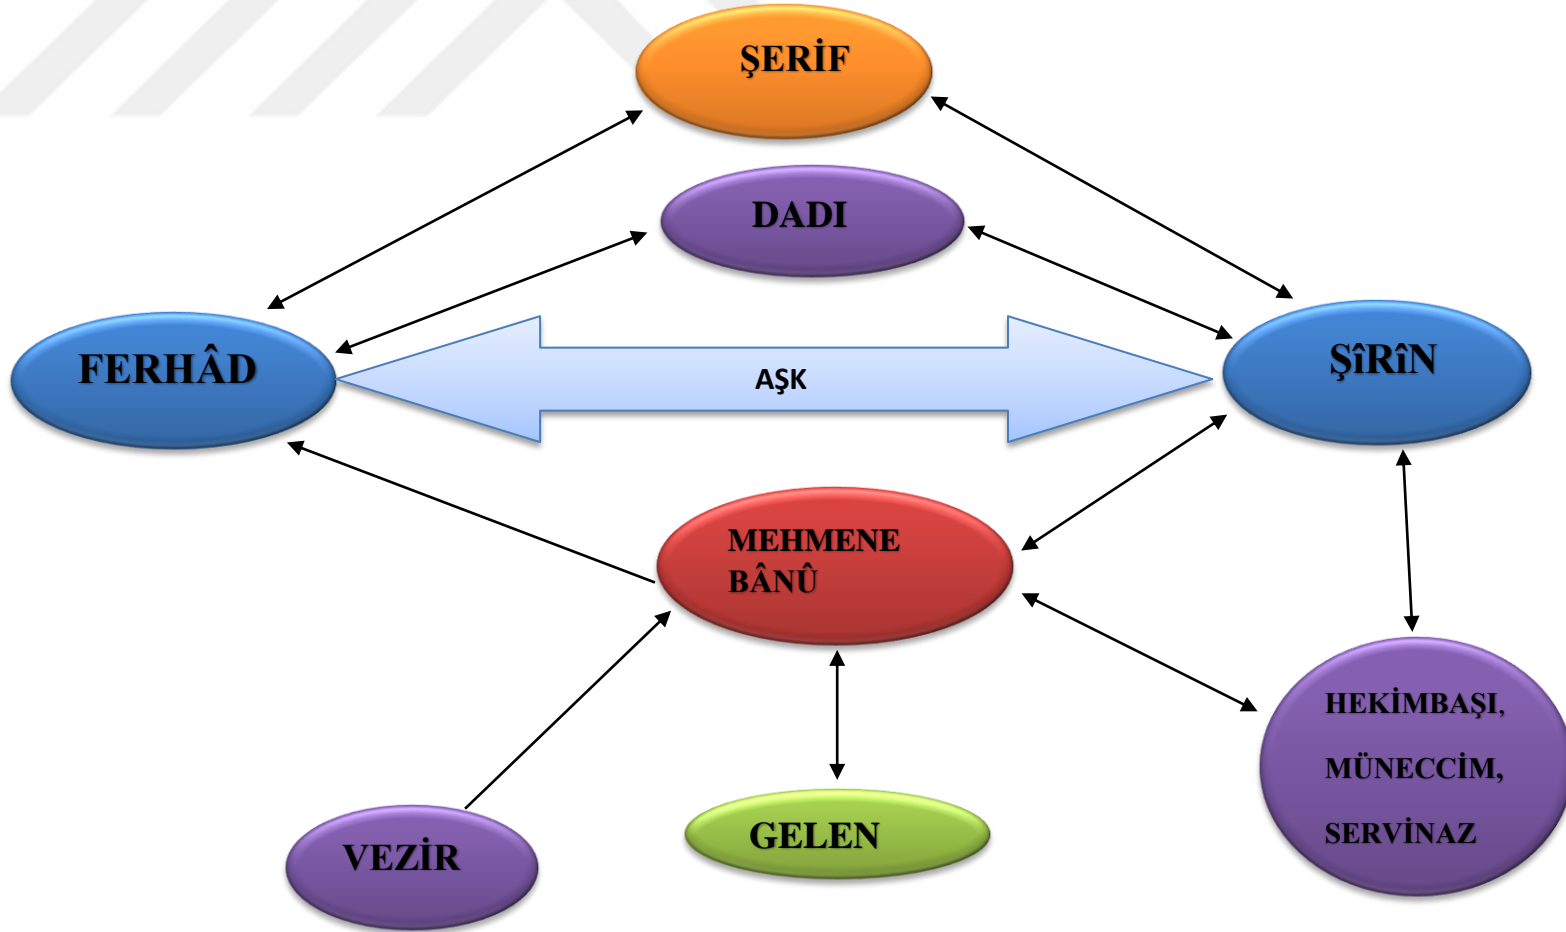 ŞERİF
DADI
FERHÂD
AŞK
ŞîRîN
MEHMENE
BÂNÛ
HEKİMBAŞI,
MÜNECCİM,
SERVİNAZ
VEZİR
GELEN